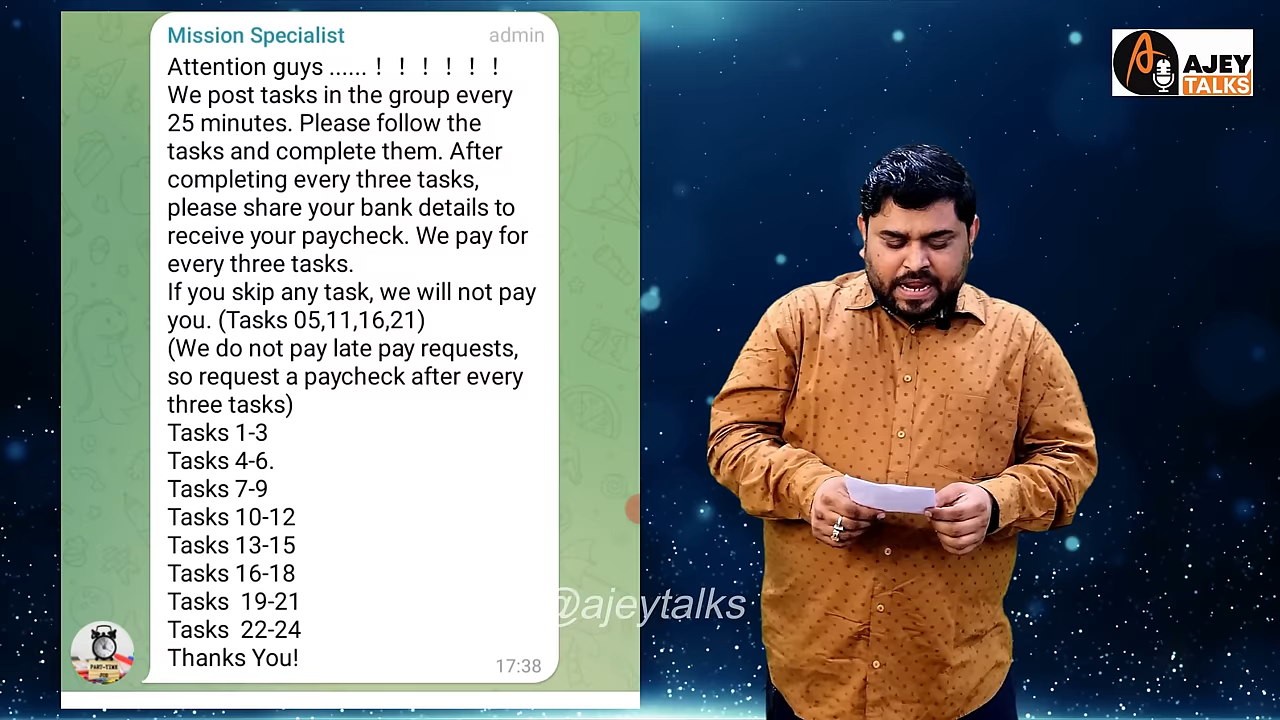 Mission Specialist admin
Attention guys ...... ! ! ! ! ! !
We post tasks in the group every
25 minutes. Please follow the
tasks and complete them. After
completing every three tasks,
please share your bank details to
receive your paycheck. We pay for
every three tasks.
If you skip any task, we will not pay
you. (Tasks 05,11,16,21)
(We do not pay late pay requests,
so request a paycheck after every
three tasks)
Tasks 1-3
Tasks 4-6.
Tasks 7-9
Tasks 10-12
Tasks 13-15
Tasks 16-18
Tasks  19-21
Tasks  22-24
Thanks You!
17:38
PART-TIME
@ajeytalks
AJEY
TALKS